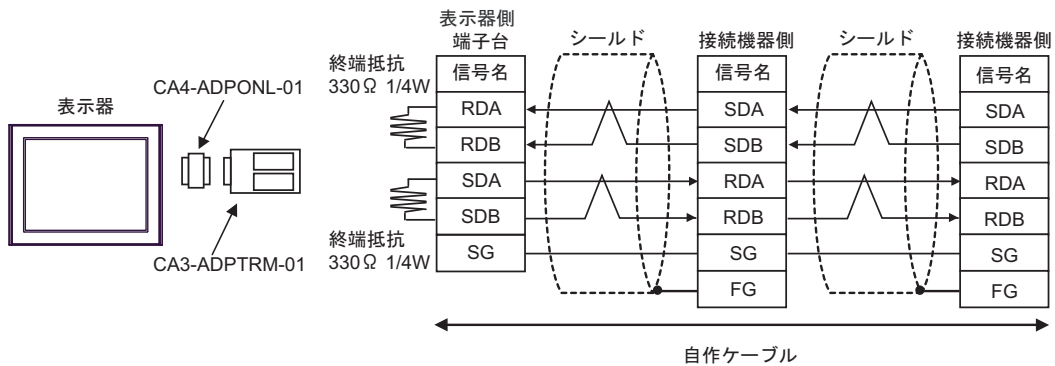 表示器
CA4-ADPONL-01
CA3-ADPTRM-01
終端抵抗
330Ω 1/4W
終端抵抗
330Ω 1/4W
表示器側
端子台
信号名
RDA
RDB
SDA
SDB
SG
シールド
接続機器側
信号名
SDA
SDB
RDA
RDB
SG
FG
シールド
接続機器側
信号名
SDA
SDB
RDA
RDB
SG
FG
自作ケーブル